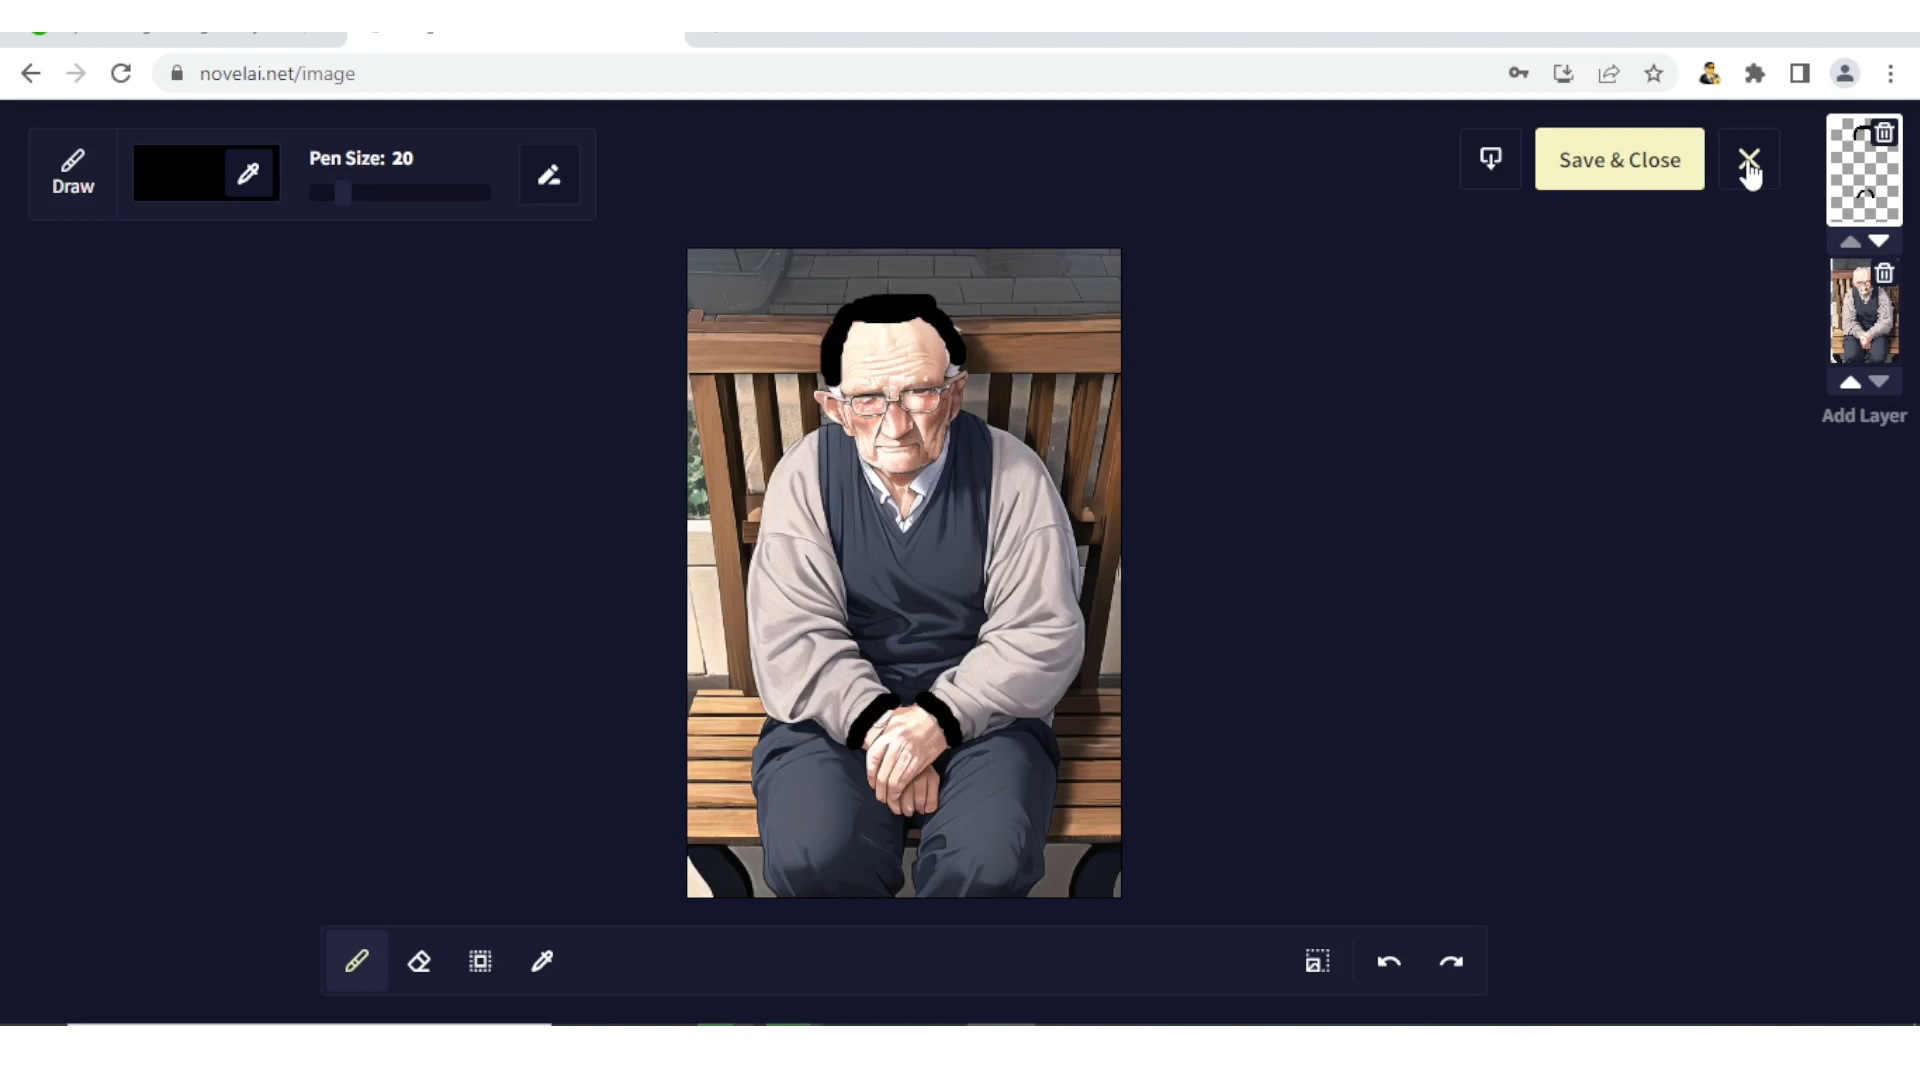 novelai.net/image
Draw
Pen Size: 20
Save & Close
Add Layer